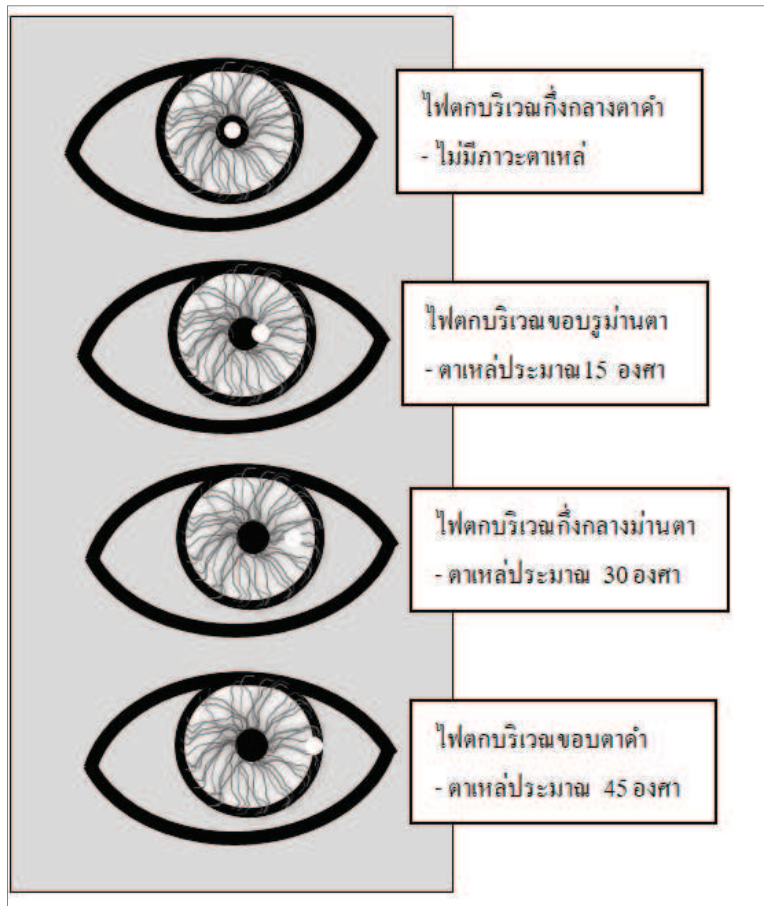 ไฟตกบริเวณกึ่งกลางตาดำ
- ไม่มีภาวะตาเหล่
ไฟตกบริเวณขอบรูม่านตา
- ตาเหล่ประมาณ 15 องศา
ไฟตกบริเวณกึ่งกลางม่านตา
- ตาเหล่ประมาณ 30 องศา
ไฟตกบริเวณขอบตาดำ
- ตาเหล่ประมาณ 45 องศา